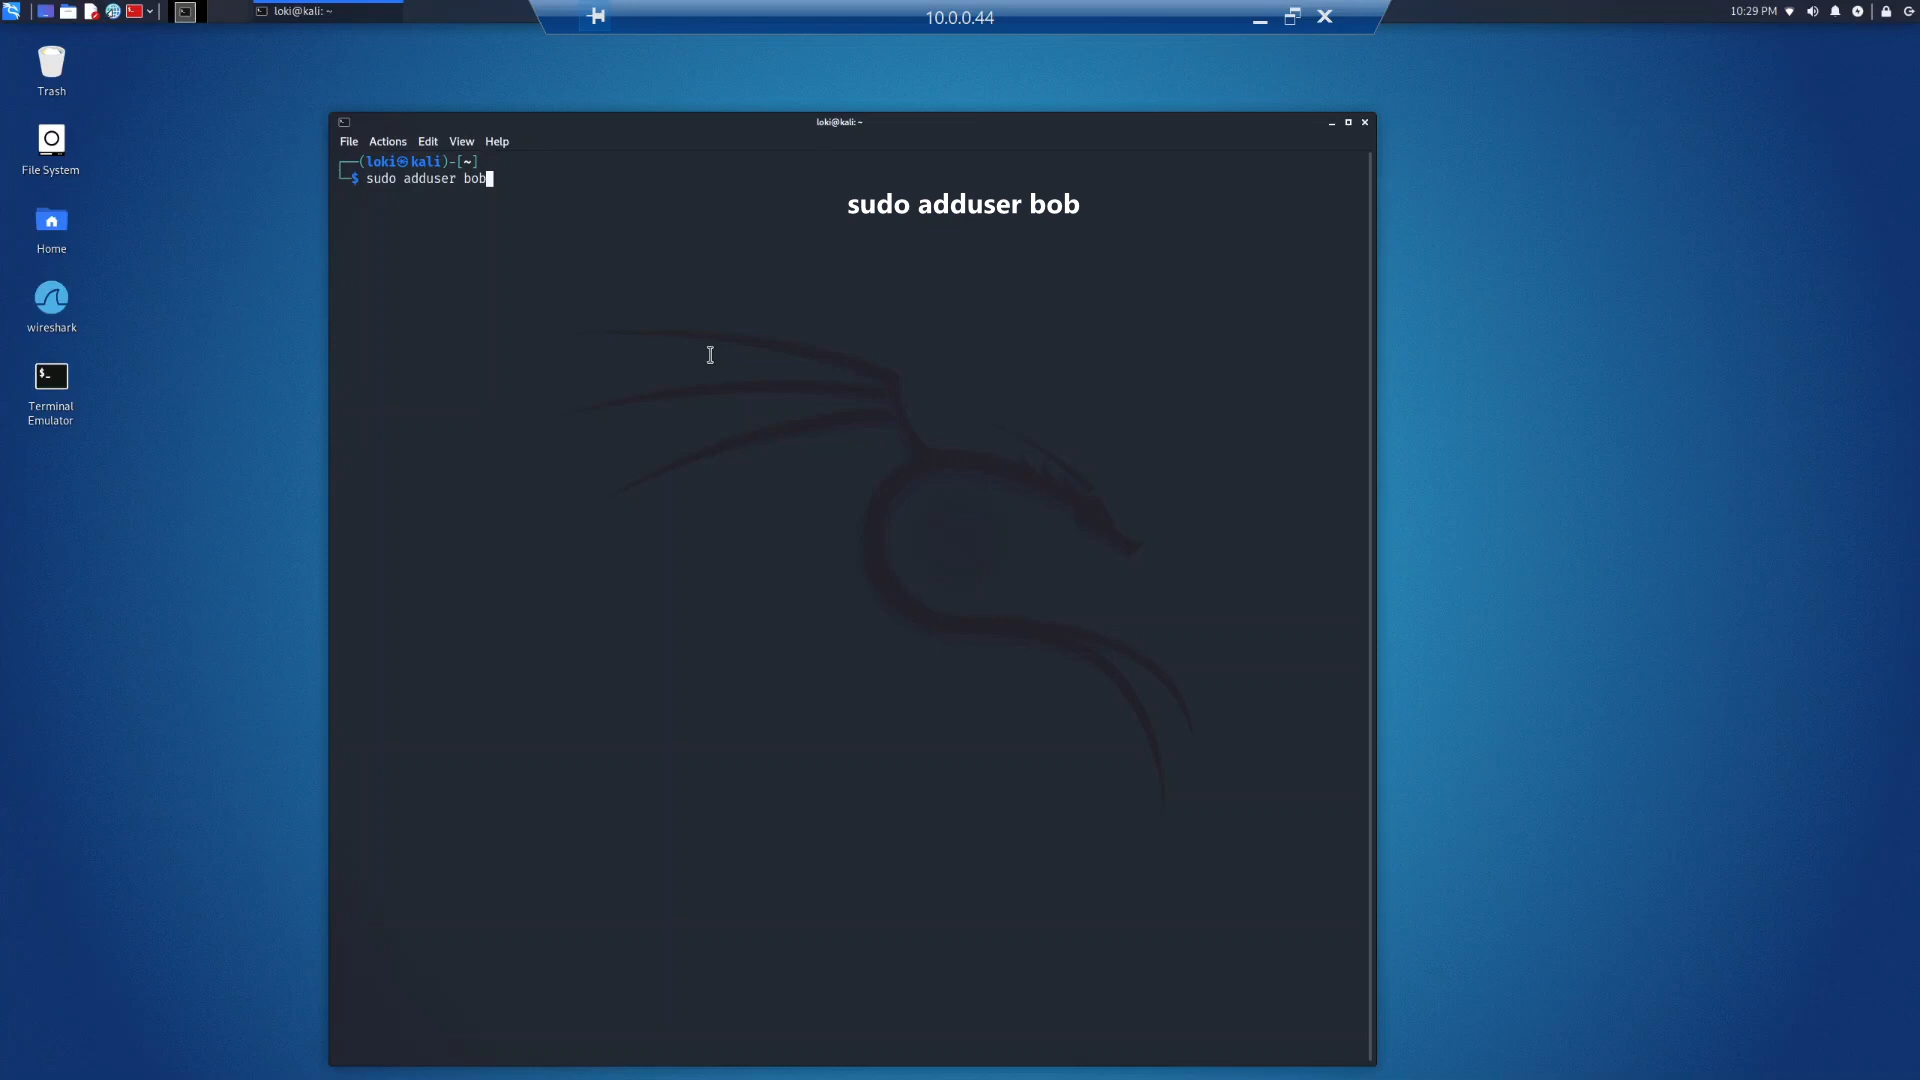 loki@kali: ~
10.0.0.44
10:29 PM
Trash
File System
Home
wireshark
Terminal
Emulator
loki@kali: ~
File Actions Edit View Help
┌──(loki㉿kali)-[~]
└─$ sudo adduser bob
sudo adduser bob